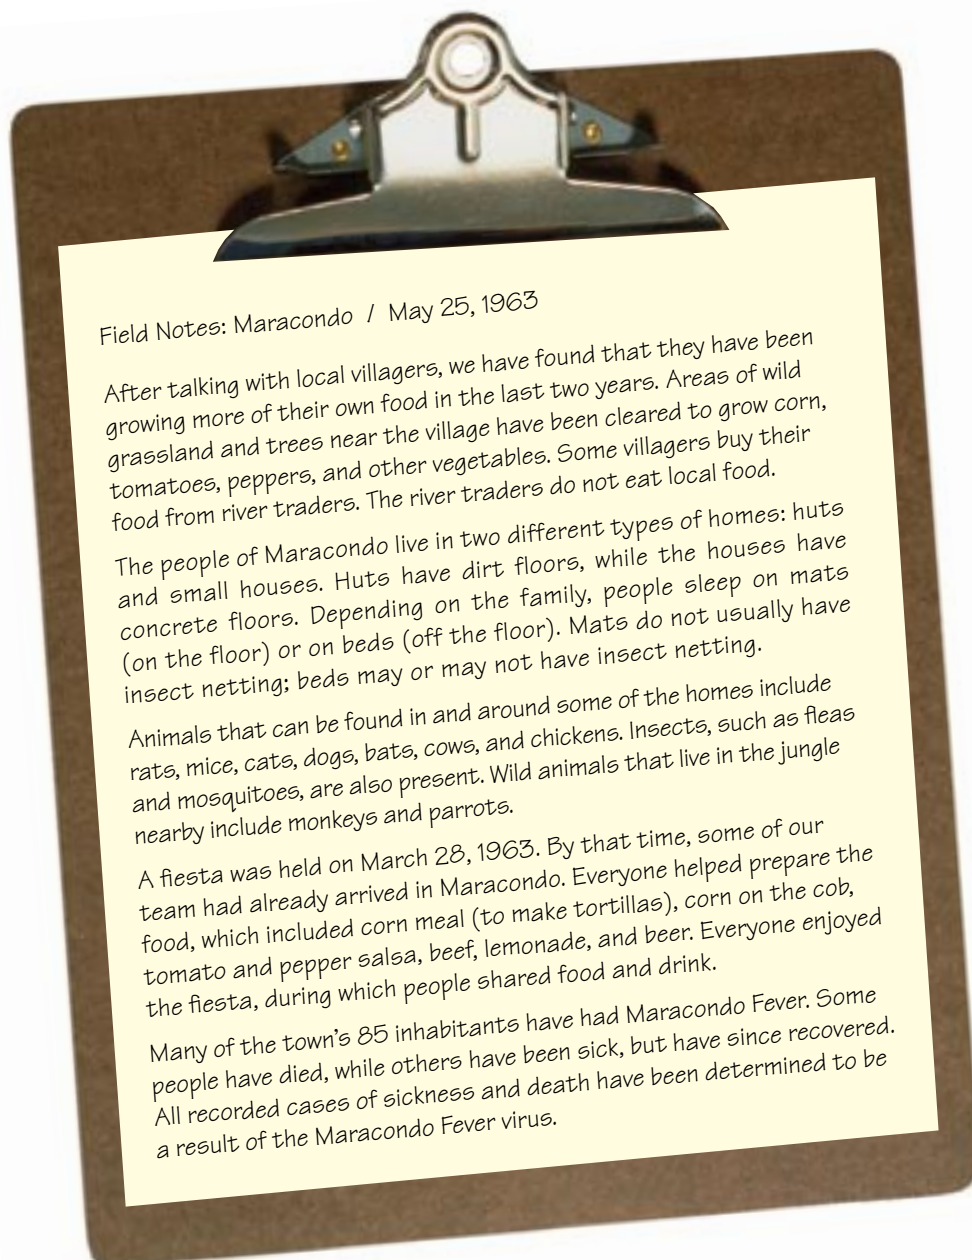 Field Notes: Maracondo / May 25, 1963
After talking with local villagers, we have found that they have been
growing more of their own food in the last two years. Areas of wild
grassland and trees near the village have been cleared to grow corn,
tomatoes, peppers, and other vegetables. Some villagers buy their
food from river traders. The river traders do not eat local food.
The people of Maracondo live in two different types of homes: huts
and small houses. Huts have dirt floors, while the houses have
concrete floors. Depending on the family, people sleep on mats
(on the floor) or on beds (off the floor). Mats do not usually have
insect netting; beds may or may not have insect netting.
Animals that can be found in and around some of the homes include
rats, mice, cats, dogs, bats, cows, and chickens. Insects, such as fleas
and mosquitoes, are also present. Wild animals that live in the jungle
nearby include monkeys and parrots.
A fiesta was held on March 28, 1963. By that time, some of our
team had already arrived in Maracondo. Everyone helped prepare the
food, which included corn meal (to make tortillas), corn on the cob,
tomato and pepper salsa, beef, lemonade, and beer. Everyone enjoyed
the fiesta, during which people shared food and drink.
Many of the town's 85 inhabitants have had Maracondo Fever. Some
people have died, while others have been sick, but have since recovered.
All recorded cases of sickness and death have been determined to be
a result of the Maracondo Fever virus.